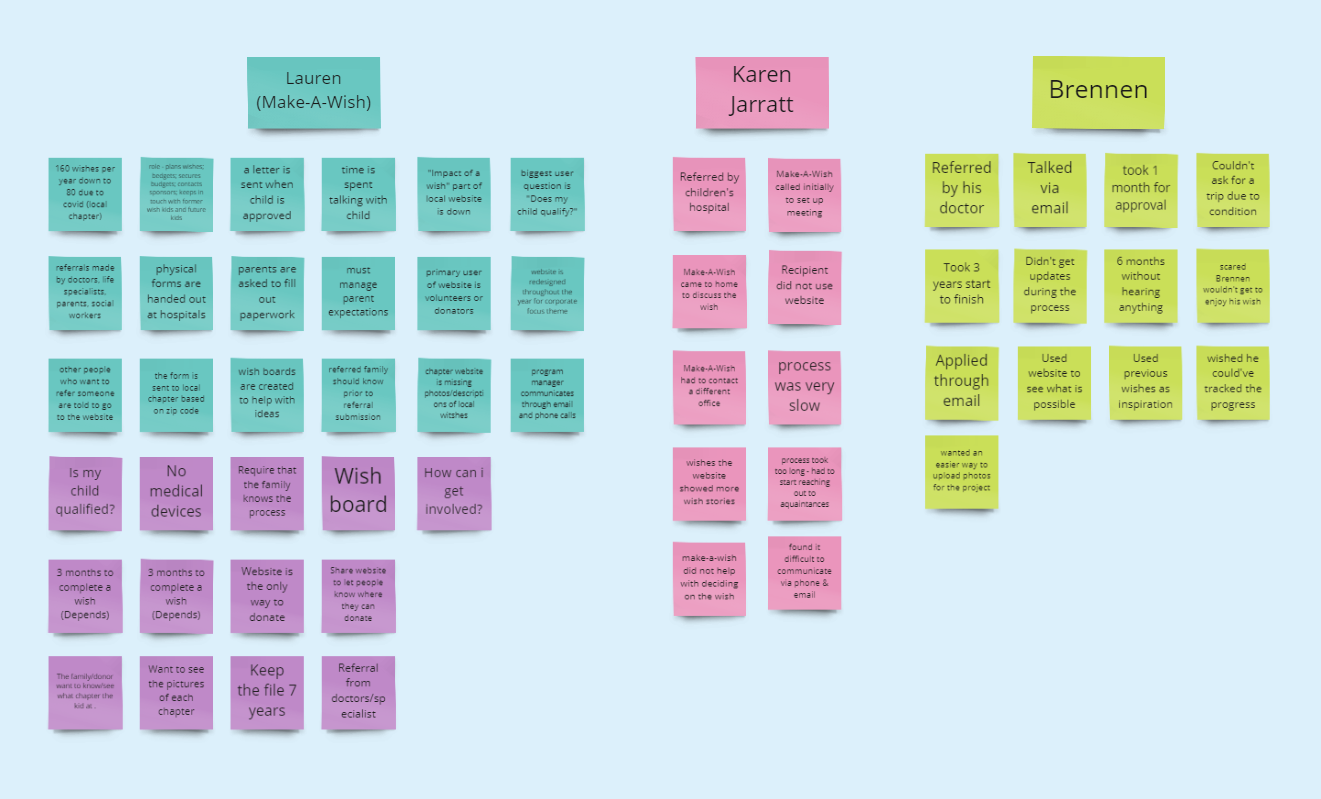 Lauren
(Make-A-Wish)
160 wishes per
year down to
80 due to
covid (local
chapter)
role - plans wishes;
budgets; secures
budgets; contacts
sponsors; keeps in
touch with former
wish kids and future
kids
a letter is
sent when
child is
approved
time is
spent
talking with
child
"Impact of a
wish" part of
local website
is down
biggest user
question is
"Does my
child qualify?"
referrals made
by doctors, life
specialists,
parents, social
workers
physical
forms are
handed out
at hospitals
parents are
asked to fill
out
paperwork
must
manage
parent
expectations
primary user
of website is
volunteers or
donators
website is
redesigned
throughout the
year for corporate
focus theme
other people
who want to
refer someone
are told to go
to the website
the form is
sent to local
chapter based
on zip code
wish boards
are created
to help with
ideas
referred family
should know
prior to
referral
submission
chapter website
is missing
photos/descripti
ons of local
witshes
program
manager
communicates
through email
and phone calls
Is my
child
qualified?
No
medical
devices
Require that
the family
knows the
process
Wish
board
How can i
get
involved?
3 months to
complete a
wish
(Depends)
3 months to
complete a
wish
(Depends)
Website is
the only
way to
donate
Share website
to let people
know where
they can
donate
The family/donor
want to know/see
what chapter the
kid at..
Want to see
the pictures
of each
chapter
Keep
the file 7
years
Referral
from
doctors/sp
ecialist
Karen
Jarratt
Referred by
children's
hospital
Make-A-Wish
called initially
to set up
meeting
Make-A-Wish
came to home
to discuss the
wish
Recipient
did not use
website
Make-A-Wish
had to contact
a different
office
process
was very
slow
wishes the
website
showed more
wish stories
process took
too long - had to
start reaching
out to
aquaintances
make-a-wish
did not help
with deciding
on the wish
found it
difficult to
communicate
via phone &
email
Brennen
Referred
by his
doctor
Talked
via
email
took 1
month for
approval
Couldn't
ask for a
trip due to
condition
Took 3
years start
to finish
Didn't get
updates
during the
process
6 months
without
hearing
anything
scared
Brennen
wouldn't get to
enjoy his wish
Applied
through
email
Used
website to
see what is
possible
Used
previous
wishes as
inspiration
wished he
could've
tracked the
progress
wanted an
easier way to
upload photos
for the project